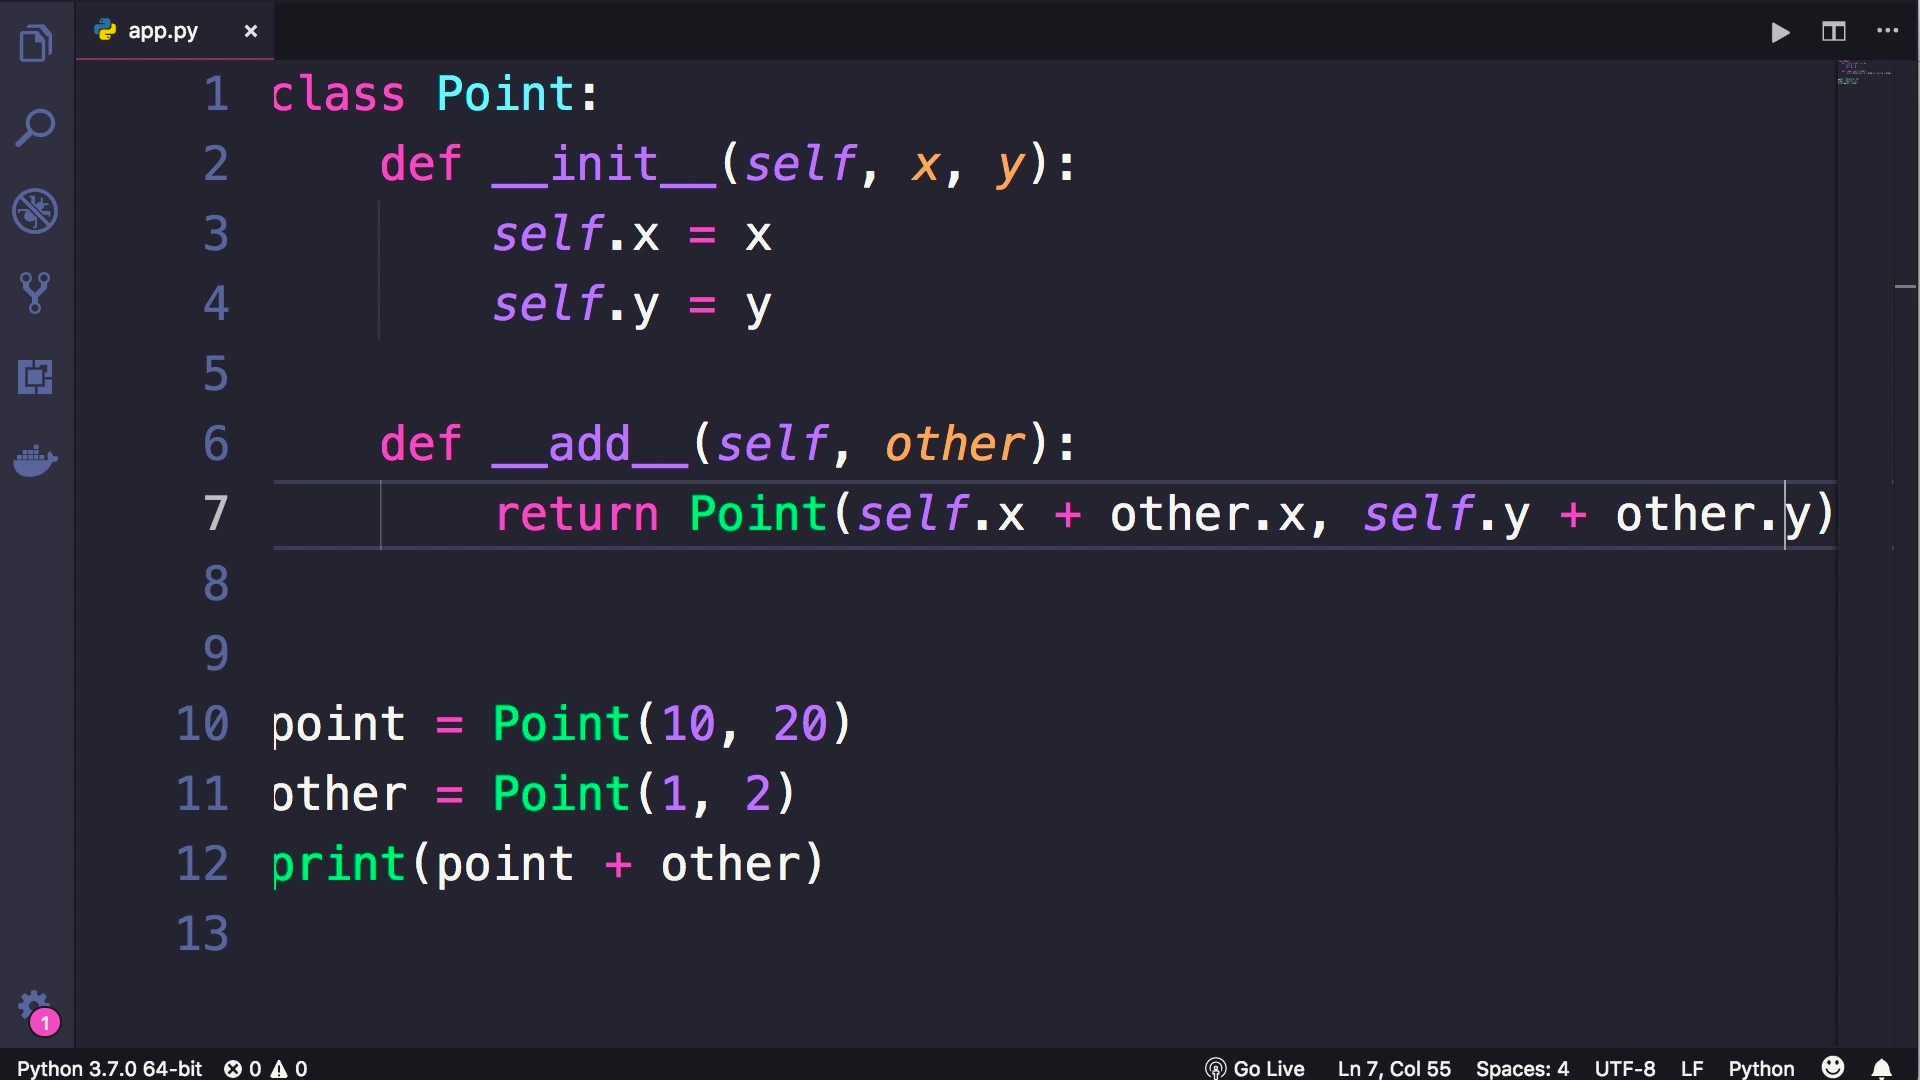 app.py
1 class Point:
2 def __init__(self, x, y):
3 self.x = x
4 self.y = y
5
6 def __add__(self, other):
7 return Point(self.x + other.x, self.y + other.y)
8
9
10 point = Point(10, 20)
11 other = Point(1, 2)
12 print(point + other)
13
1
Python 3.7.0 64-bit 0 0 Go Live Ln 7, Col 55 Spaces: 4 UTF-8 LF Python